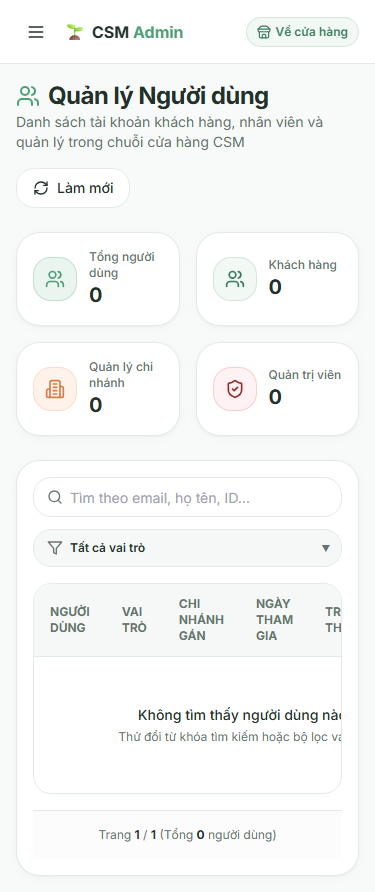 CSM Admin
Về cửa hàng
Quản lý Người dùng
Danh sách tài khoản khách hàng, nhân viên và
quản lý trong chuỗi cửa hàng CSM
Làm mới
Tổng người
dùng
0
Khách hàng
0
Quản lý chi
nhánh
0
Quản trị viên
0
Tìm theo email, họ tên, ID...
Tất cả vai trò
NGƯỜI
DÙNG
VAI
TRÒ
CHI
NHÁNH
GÁN
NGÀY
THAM
GIA
TR
TH
Không tìm thấy người dùng nào
Thử đổi từ khóa tìm kiếm hoặc bộ lọc va
Trang 1 / 1 (Tổng 0 người dùng)